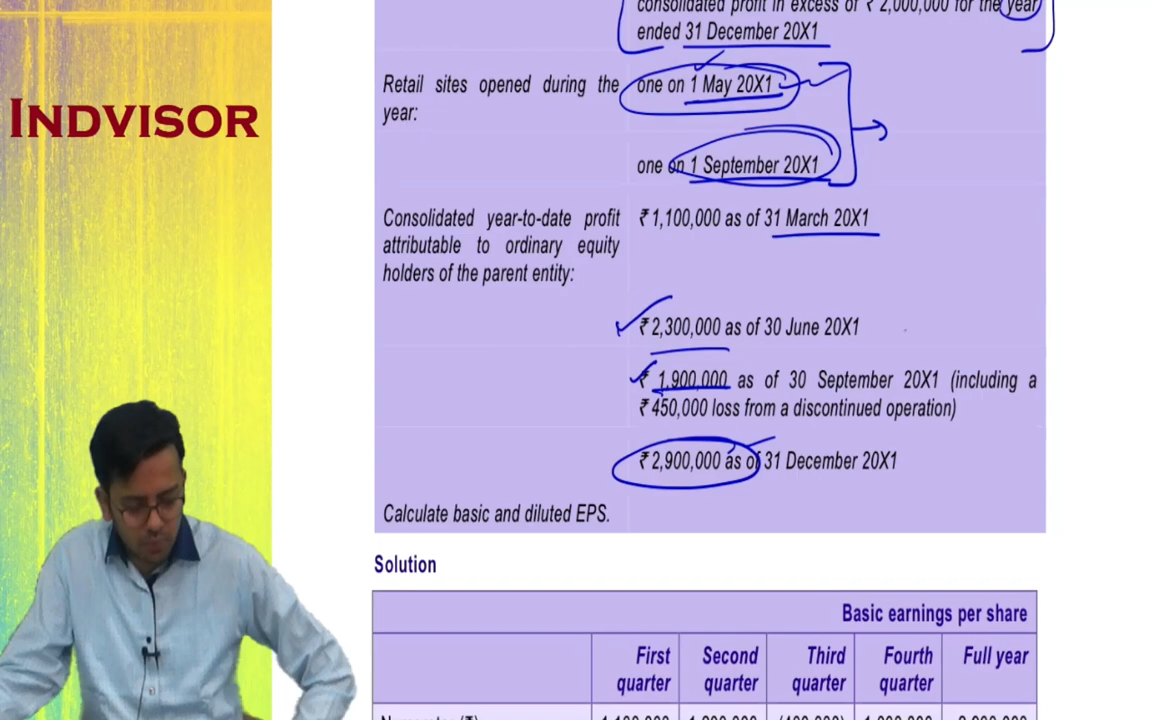 consolidated profit in excess of ₹ 2,000,000 for the year
ended 31 December 20X1
INDVISOR
Retail sites opened during the year:
one on 1 May 20X1
one on 1 September 20X1
Consolidated year-to-date profit
attributable to ordinary equity
holders of the parent entity:
₹ 1,100,000 as of 31 March 20X1
₹ 2,300,000 as of 30 June 20X1
₹ 1,900,000 as of 30 September 20X1 (including a
₹ 450,000 loss from a discontinued operation)
₹ 2,900,000 as of 31 December 20X1
Calculate basic and diluted EPS.
Solution
Basic earnings per share
First quarter
Second quarter
Third quarter
Fourth quarter
Full year